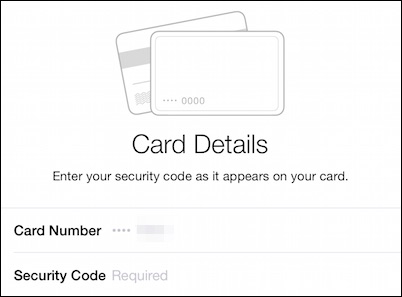 •••• 0000
Card Details
Enter your security code as it appears on your card.
Card Number ••••
Security Code Required